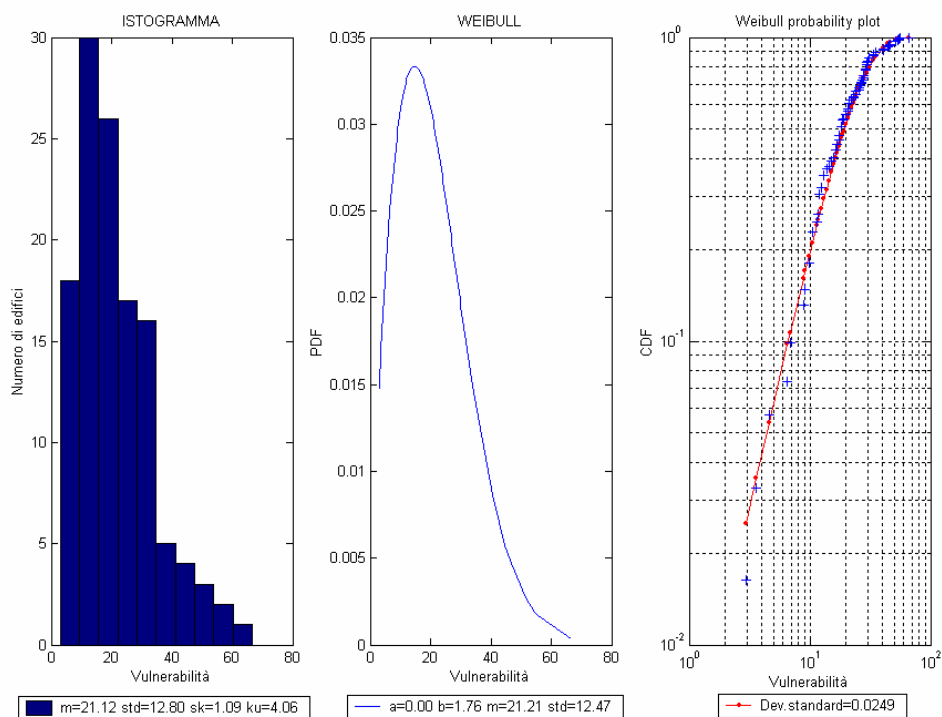 ISTOGRAMMA
30
25
20
15
10
5
0
Numero di edifici
0 20 40 60 80
Vulnerabilità
m=21.12 std=12.80 sk=1.09 ku=4.06
WEIBULL
0.035
0.03
0.025
0.02
0.015
0.01
0.005
0
PDF
0 20 40 60 80
Vulnerabilità
a=0.00 b=1.76 m=21.21 std=12.47
Weibull probability plot
10^0
10^-1
10^-2
CDF
10^0 10^1 10^2
Vulnerabilità
Dev.standard=0.0249